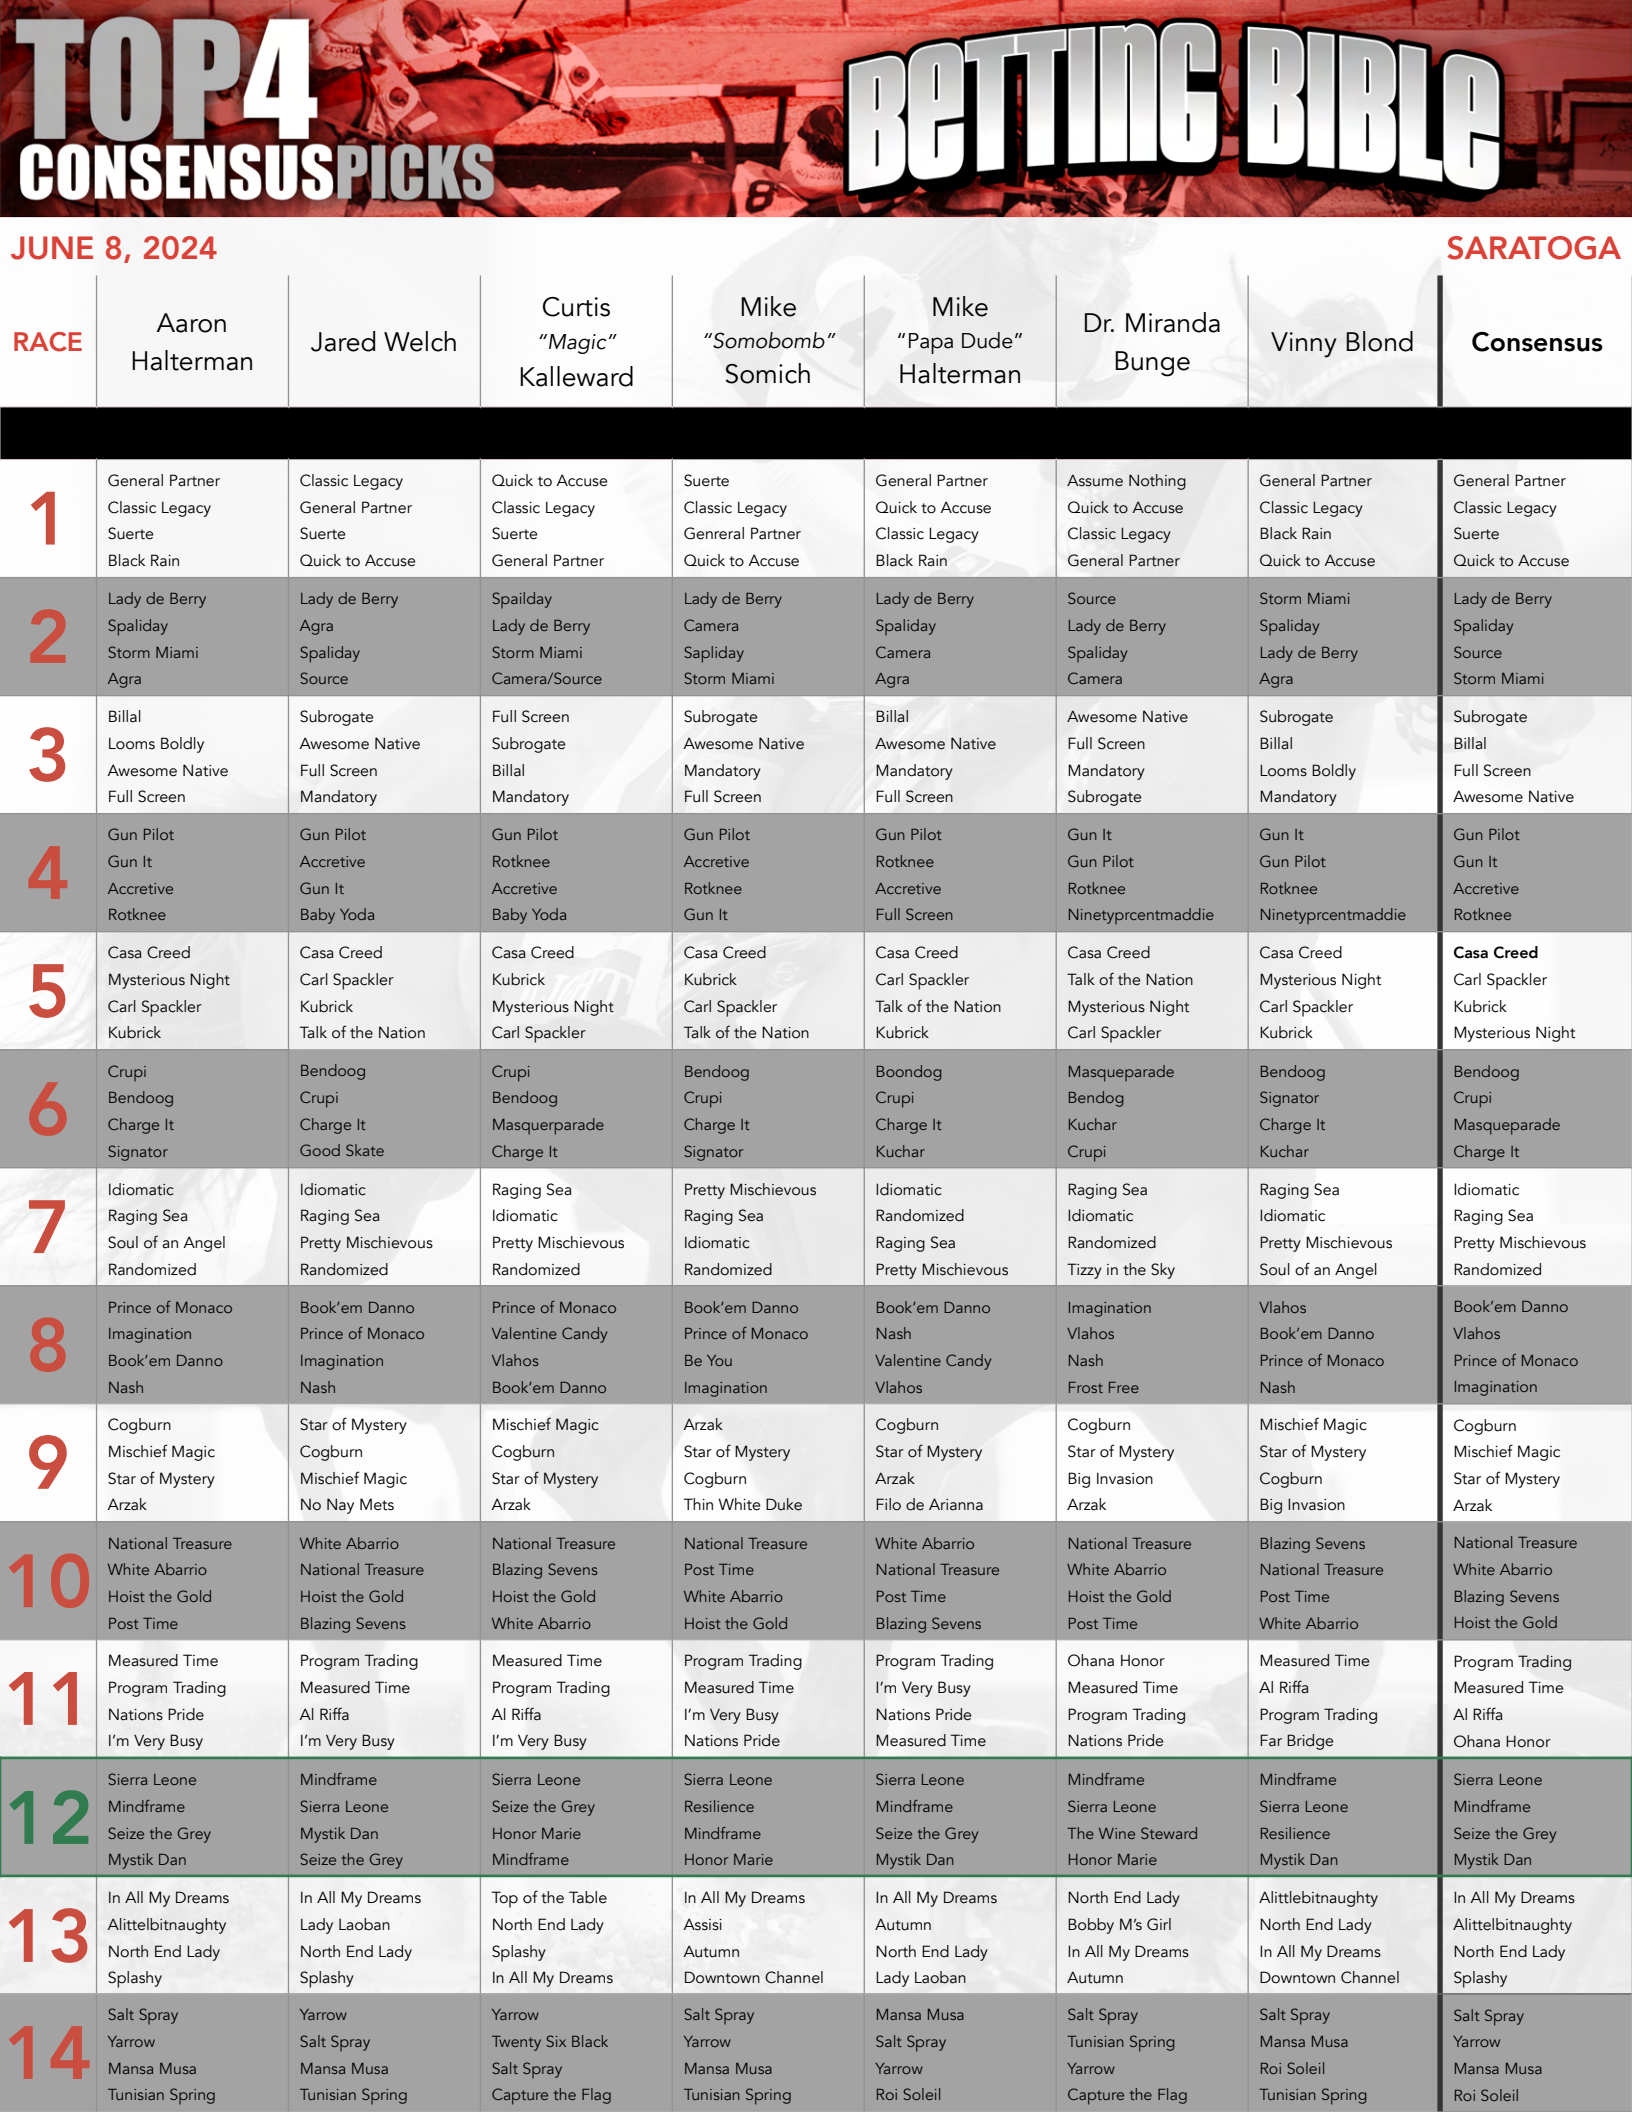 TOP4
CONSENSUSPICKS
BETTING BIBLE
8
JUNE 8, 2024
SARATOGA
RACE
Aaron
Halterman
Jared Welch
Curtis
“Magic”
Kalleward
Mike
“Somobomb”
Somich
Mike
“Papa Dude”
Halterman
Dr. Miranda
Bunge
Vinny Blond
Consensus
1
General Partner
Classic Legacy
Suerte
Black Rain
Classic Legacy
General Partner
Suerte
Quick to Accuse
Quick to Accuse
Classic Legacy
Suerte
General Partner
Suerte
Classic Legacy
Genreral Partner
Quick to Accuse
General Partner
Quick to Accuse
Classic Legacy
Black Rain
Assume Nothing
Quick to Accuse
Classic Legacy
General Partner
General Partner
Classic Legacy
Black Rain
Quick to Accuse
General Partner
Classic Legacy
Suerte
Quick to Accuse
2
Lady de Berry
Spaliday
Storm Miami
Agra
Lady de Berry
Agra
Spaliday
Source
Spailday
Lady de Berry
Storm Miami
Camera/Source
Lady de Berry
Camera
Sapliday
Storm Miami
Lady de Berry
Spaliday
Camera
Agra
Source
Lady de Berry
Spaliday
Camera
Storm Miami
Spaliday
Lady de Berry
Agra
Lady de Berry
Spaliday
Source
Storm Miami
3
Billal
Looms Boldly
Awesome Native
Full Screen
Subrogate
Awesome Native
Full Screen
Mandatory
Full Screen
Subrogate
Billal
Mandatory
Subrogate
Awesome Native
Mandatory
Full Screen
Billal
Awesome Native
Mandatory
Full Screen
Awesome Native
Full Screen
Mandatory
Subrogate
Subrogate
Billal
Looms Boldly
Mandatory
Subrogate
Billal
Full Screen
Awesome Native
4
Gun Pilot
Gun It
Accretive
Rotknee
Gun Pilot
Accretive
Gun It
Baby Yoda
Gun Pilot
Rotknee
Accretive
Baby Yoda
Gun Pilot
Accretive
Rotknee
Gun It
Gun Pilot
Rotknee
Accretive
Full Screen
Gun It
Gun Pilot
Rotknee
Ninetyprcentmaddie
Gun It
Gun Pilot
Rotknee
Ninetyprcentmaddie
Gun Pilot
Gun It
Accretive
Rotknee
5
Casa Creed
Mysterious Night
Carl Spackler
Kubrick
Casa Creed
Carl Spackler
Kubrick
Talk of the Nation
Casa Creed
Kubrick
Mysterious Night
Carl Spackler
Casa Creed
Kubrick
Carl Spackler
Talk of the Nation
Casa Creed
Carl Spackler
Talk of the Nation
Kubrick
Casa Creed
Talk of the Nation
Mysterious Night
Carl Spackler
Casa Creed
Mysterious Night
Carl Spackler
Kubrick
Casa Creed
Carl Spackler
Kubrick
Mysterious Night
6
Crupi
Bendoog
Charge It
Signator
Bendoog
Crupi
Charge It
Good Skate
Crupi
Bendoog
Masquerparade
Charge It
Bendoog
Crupi
Charge It
Signator
Boondog
Crupi
Charge It
Kuchar
Masqueparade
Bendog
Kuchar
Crupi
Bendoog
Signator
Charge It
Kuchar
Bendoog
Crupi
Masqueparade
Charge It
7
Idiomatic
Raging Sea
Soul of an Angel
Randomized
Idiomatic
Raging Sea
Pretty Mischievous
Randomized
Raging Sea
Idiomatic
Pretty Mischievous
Randomized
Pretty Mischievous
Raging Sea
Idiomatic
Randomized
Idiomatic
Randomized
Raging Sea
Pretty Mischievous
Raging Sea
Idiomatic
Randomized
Tizzy in the Sky
Raging Sea
Idiomatic
Pretty Mischievous
Soul of an Angel
Idiomatic
Raging Sea
Pretty Mischievous
Randomized
8
Prince of Monaco
Imagination
Book’em Danno
Nash
Book’em Danno
Prince of Monaco
Imagination
Nash
Prince of Monaco
Valentine Candy
Vlahos
Book’em Danno
Book’em Danno
Prince of Monaco
Be You
Imagination
Book’em Danno
Nash
Valentine Candy
Vlahos
Imagination
Vlahos
Nash
Frost Free
Vlahos
Book’em Danno
Prince of Monaco
Nash
Book’em Danno
Vlahos
Prince of Monaco
Imagination
9
Cogburn
Mischief Magic
Star of Mystery
Arzak
Star of Mystery
Cogburn
Mischief Magic
No Nay Mets
Mischief Magic
Cogburn
Star of Mystery
Arzak
Arzak
Star of Mystery
Cogburn
Thin White Duke
Cogburn
Star of Mystery
Arzak
Filo de Arianna
Cogburn
Star of Mystery
Big Invasion
Arzak
Mischief Magic
Star of Mystery
Cogburn
Big Invasion
Cogburn
Mischief Magic
Star of Mystery
Arzak
10
National Treasure
White Abarrio
Hoist the Gold
Post Time
White Abarrio
National Treasure
Hoist the Gold
Blazing Sevens
National Treasure
Blazing Sevens
Hoist the Gold
White Abarrio
National Treasure
Post Time
White Abarrio
Hoist the Gold
White Abarrio
National Treasure
Post Time
Blazing Sevens
National Treasure
White Abarrio
Hoist the Gold
Post Time
Blazing Sevens
National Treasure
Post Time
White Abarrio
National Treasure
White Abarrio
Blazing Sevens
Hoist the Gold
11
Measured Time
Program Trading
Nations Pride
I’m Very Busy
Program Trading
Measured Time
Al Riffa
I’m Very Busy
Measured Time
Program Trading
Al Riffa
I’m Very Busy
Program Trading
Measured Time
I’m Very Busy
Nations Pride
Program Trading
I’m Very Busy
Nations Pride
Measured Time
Ohana Honor
Measured Time
Program Trading
Nations Pride
Measured Time
Al Riffa
Program Trading
Far Bridge
Program Trading
Measured Time
Al Riffa
Ohana Honor
12
Sierra Leone
Mindframe
Seize the Grey
Mystik Dan
Mindframe
Sierra Leone
Mystik Dan
Seize the Grey
Sierra Leone
Seize the Grey
Honor Marie
Mindframe
Sierra Leone
Resilience
Mindframe
Honor Marie
Sierra Leone
Mindframe
Seize the Grey
Mystik Dan
Mindframe
Sierra Leone
The Wine Steward
Honor Marie
Mindframe
Sierra Leone
Resilience
Mystik Dan
Sierra Leone
Mindframe
Seize the Grey
Mystik Dan
13
In All My Dreams
Alittelbitnaughty
North End Lady
Splashy
In All My Dreams
Lady Laoban
North End Lady
Splashy
Top of the Table
North End Lady
Splashy
In All My Dreams
In All My Dreams
Assisi
Autumn
Downtown Channel
In All My Dreams
Autumn
North End Lady
Lady Laoban
North End Lady
Bobby M’s Girl
In All My Dreams
Autumn
Alittlebitnaughty
North End Lady
In All My Dreams
Downtown Channel
In All My Dreams
Alittelbitnaughty
North End Lady
Splashy
14
Salt Spray
Yarrow
Mansa Musa
Tunisian Spring
Yarrow
Salt Spray
Mansa Musa
Tunisian Spring
Yarrow
Twenty Six Black
Salt Spray
Capture the Flag
Salt Spray
Yarrow
Mansa Musa
Tunisian Spring
Mansa Musa
Salt Spray
Yarrow
Roi Soleil
Salt Spray
Tunisian Spring
Yarrow
Capture the Flag
Salt Spray
Mansa Musa
Roi Soleil
Tunisian Spring
Salt Spray
Yarrow
Mansa Musa
Roi Soleil